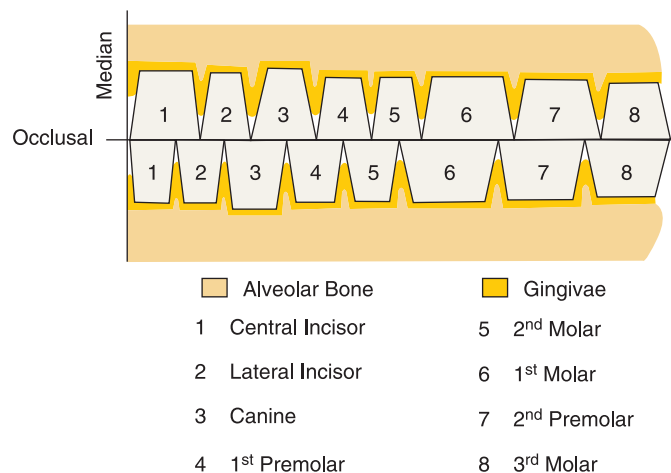 Median
1 2 3 4 5 6 7 8
Occlusal
1 2 3 4 5 6 7 8
Alveolar Bone
Gingivae
1 Central Incisor
5 2nd Molar
2 Lateral Incisor
6 1st Molar
3 Canine
7 2nd Premolar
4 1st Premolar
8 3rd Molar